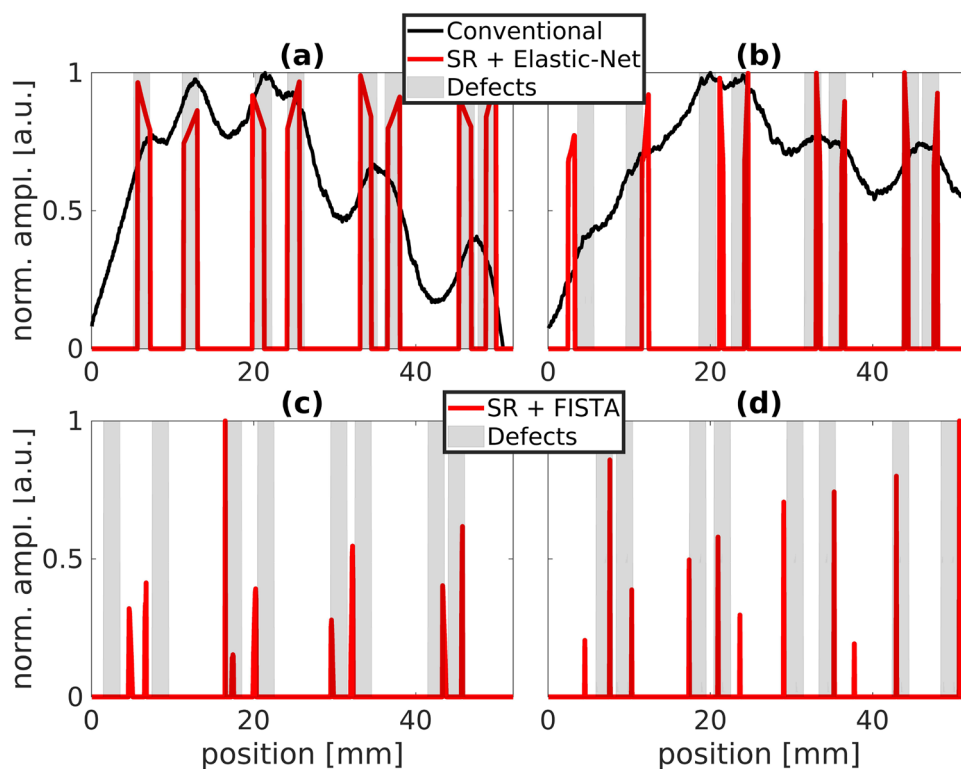 Conventional
SR + Elastic-Net
Defects
(a)
(b)
norm. ampl. [a.u.]
1
0.5
0
0
20
40
0
20
40
SR + FISTA
Defects
(c)
(d)
norm. ampl. [a.u.]
1
0.5
0
0
20
40
0
20
40
position [mm]
position [mm]